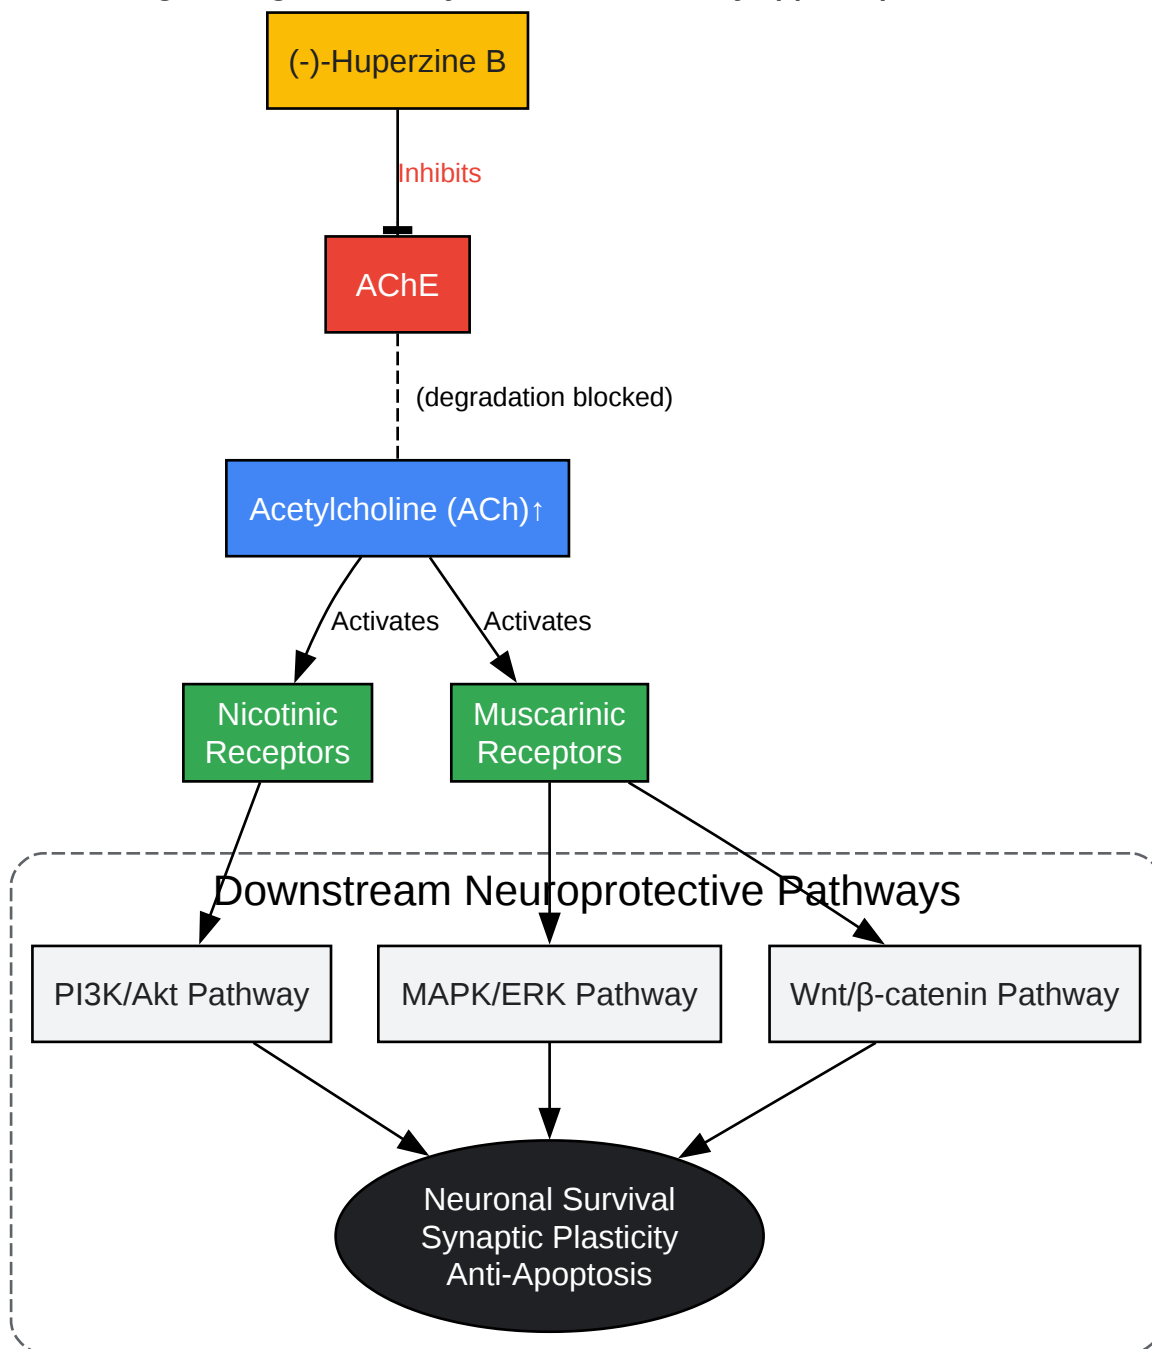 (-)-Huperzine B
Inhibits
AChE
(degradation blocked)
Acetylcholine (ACh)↑
Activates
Activates
Nicotinic
Receptors
Muscarinic
Receptors
Downstream Neuroprotective Pathways
PI3K/Akt Pathway
MAPK/ERK Pathway
Wnt/β-catenin Pathway
Neuronal Survival
Synaptic Plasticity
Anti-Apoptosis